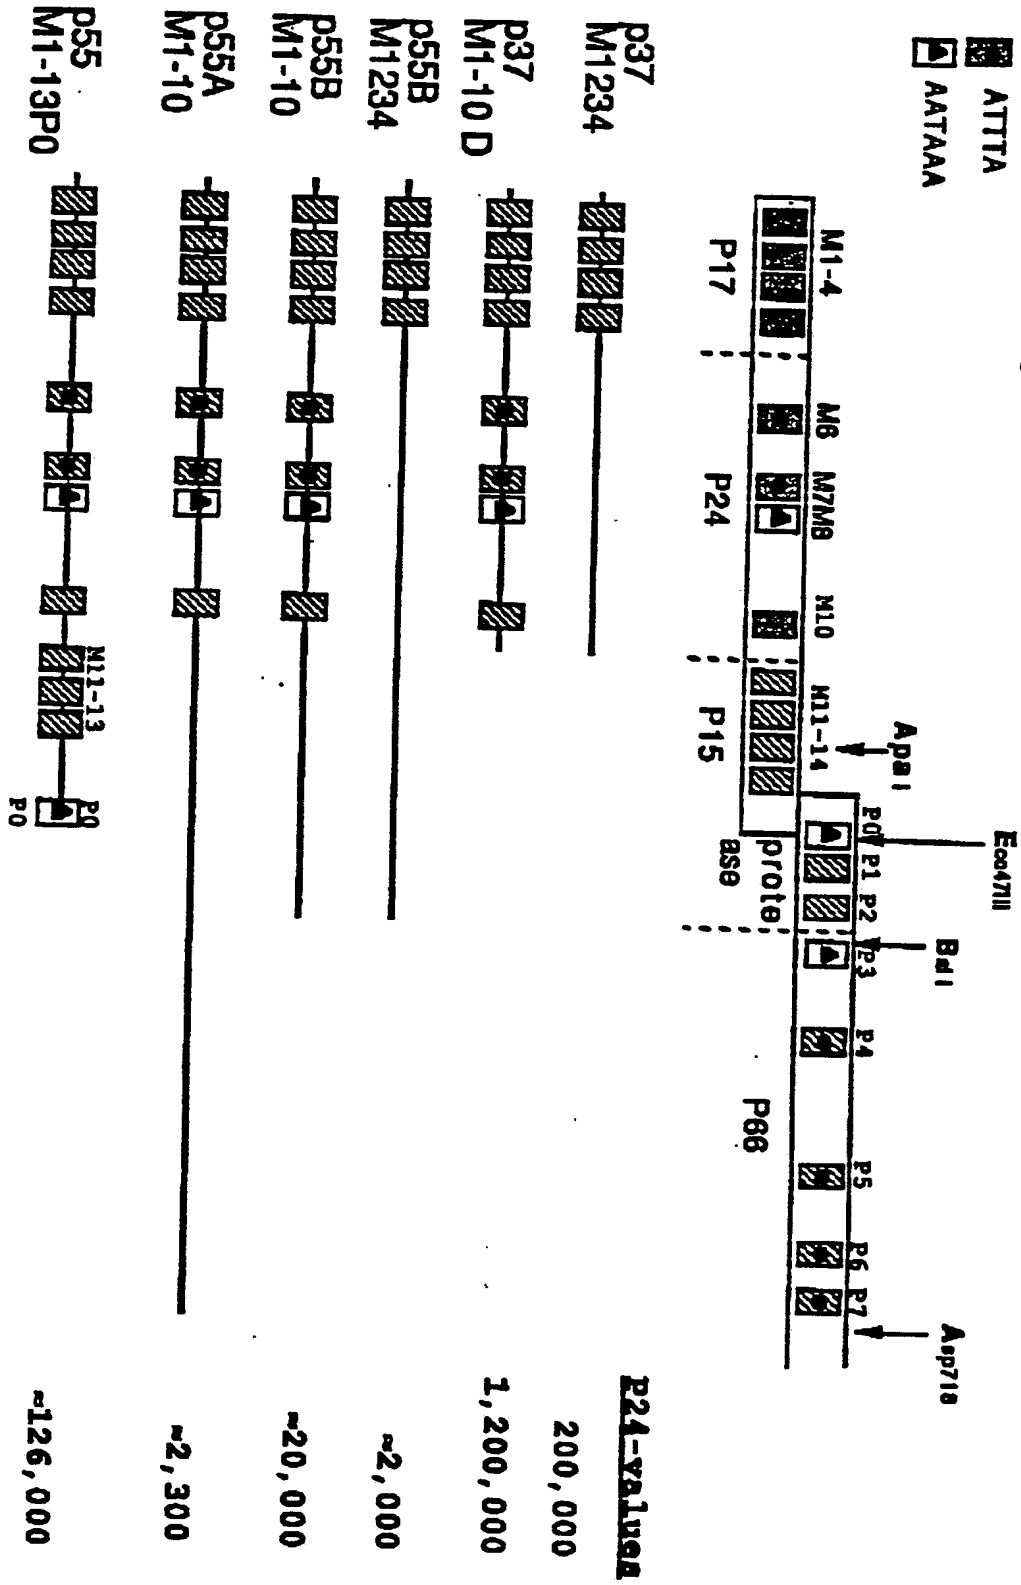 ATTTA
AATAAA
ApaI
Eco47III
BalI
Asp718
M1-4
M6
M7M8
M10
M11-14
P0
P1
P2
P3
P4
P5
P6
P7
P17
P24
P15
prote
ase
P66
P24-values
p37
M1234
200,000
p37
M1-10 D
1,200,000
p55B
M1234
≈2,000
p55B
M1-10
≈20,000
p55A
M1-10
≈2,300
p55
M1-13P0
M11-13
P0
P0
≈126,000